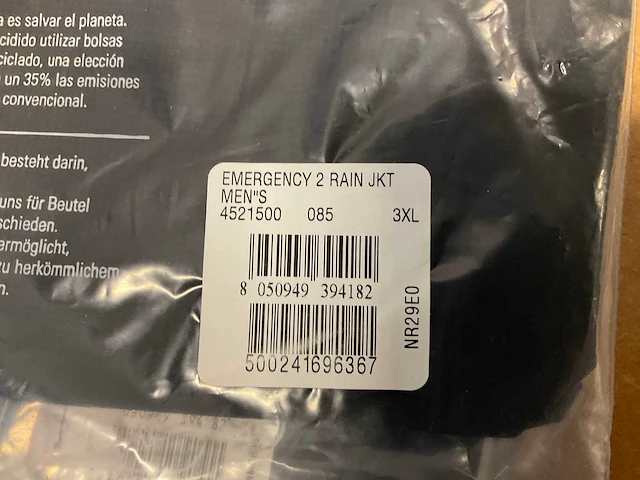 a es salvar el planeta.
cidido utilizar bolsas
ciclado, una elección
un 35% las emisiones
convencional.
besteht darin,
uns für Beutel
schieden.
ermöglicht,
zu herkömmlichem
n.
EMERGENCY 2 RAIN JKT
MEN"S
4521500 085 3XL
8 050949 394182
500241696367
NR29E0